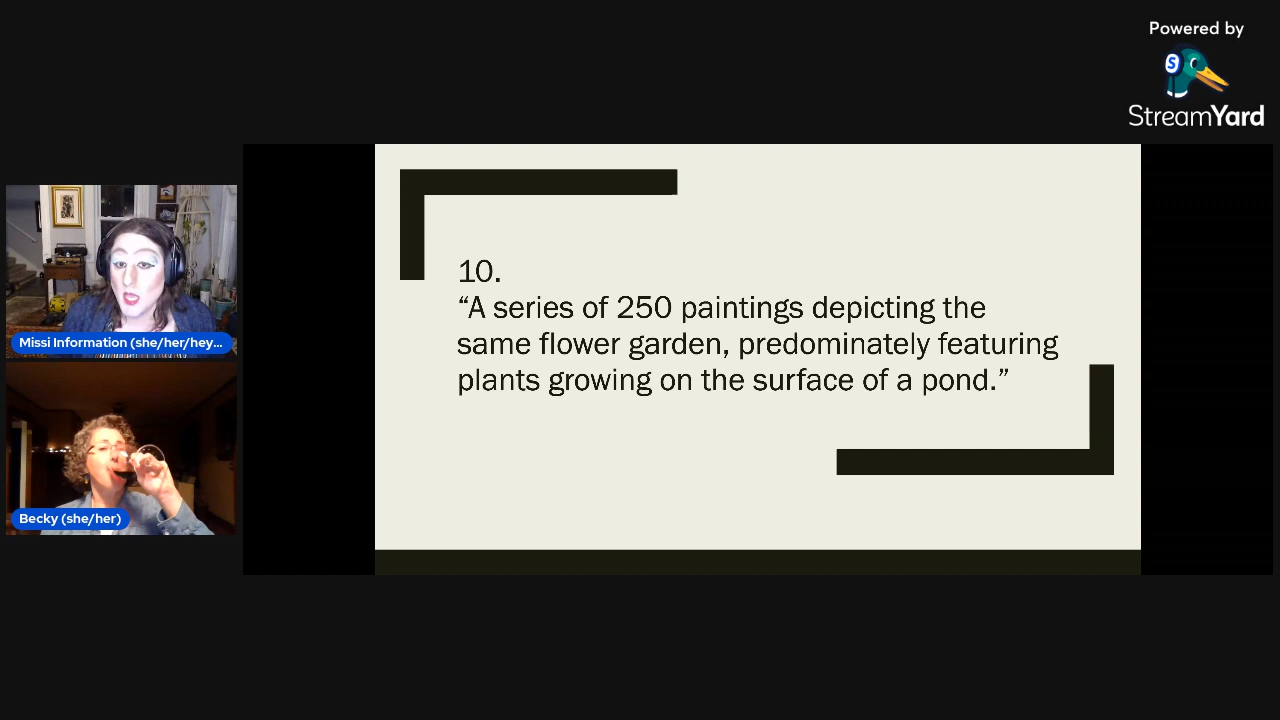 Powered by
S
StreamYard
10.
“A series of 250 paintings depicting the
same flower garden, predominately featuring
plants growing on the surface of a pond.”
Missi Information (she/her/hey...
Becky (she/her)